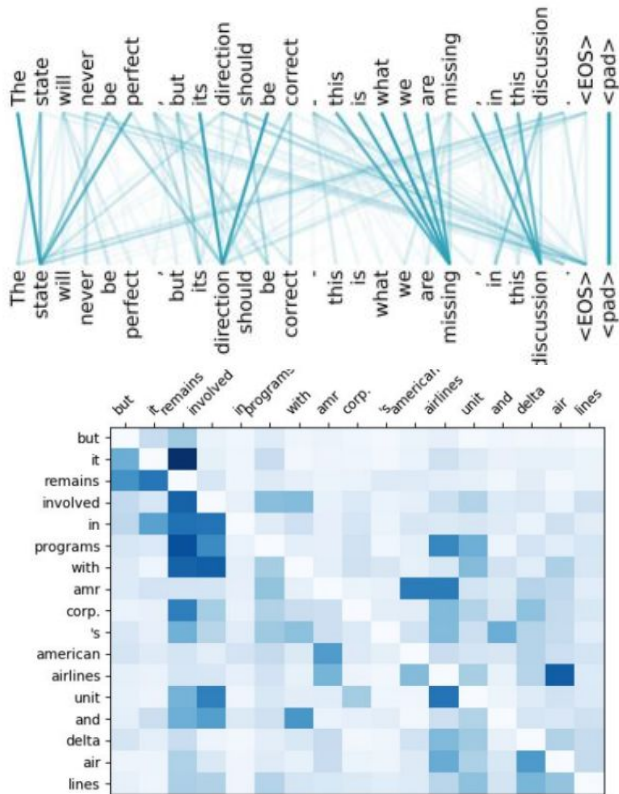 The state will never be perfect , but its direction should be correct - this is what we are missing , in this discussion . <EOS> <pad>
The state will never be perfect , but its direction should be correct - this is what we are missing , in this discussion . <EOS> <pad>
but it remains involved in programs with amr corp. 's american airlines unit and delta air lines
but
it
remains
involved
in
programs
with
amr
corp.
's
american
airlines
unit
and
delta
air
lines